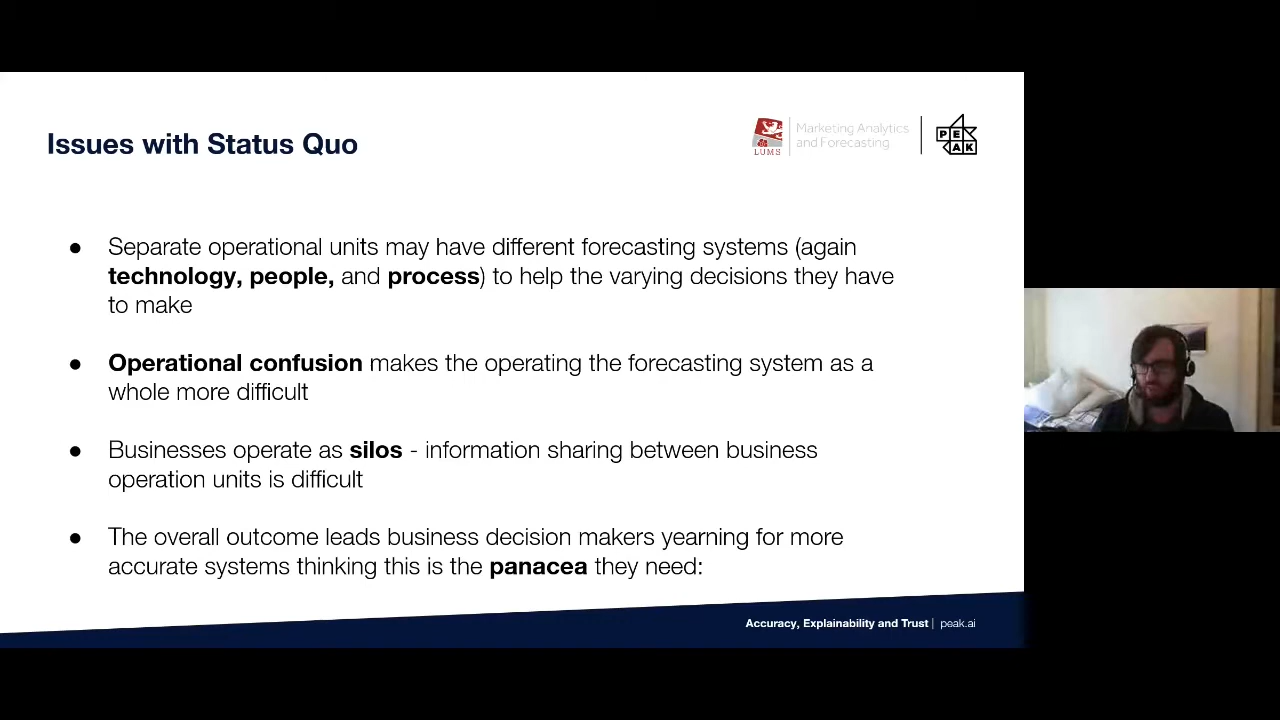 Issues with Status Quo
LUMS
Marketing Analytics
and Forecasting
PE
AK
● Separate operational units may have different forecasting systems (again
technology, people, and process) to help the varying decisions they have
to make
● Operational confusion makes the operating the forecasting system as a
whole more difficult
● Businesses operate as silos - information sharing between business
operation units is difficult
● The overall outcome leads business decision makers yearning for more
accurate systems thinking this is the panacea they need:
Accuracy, Explainability and Trust | peak.ai